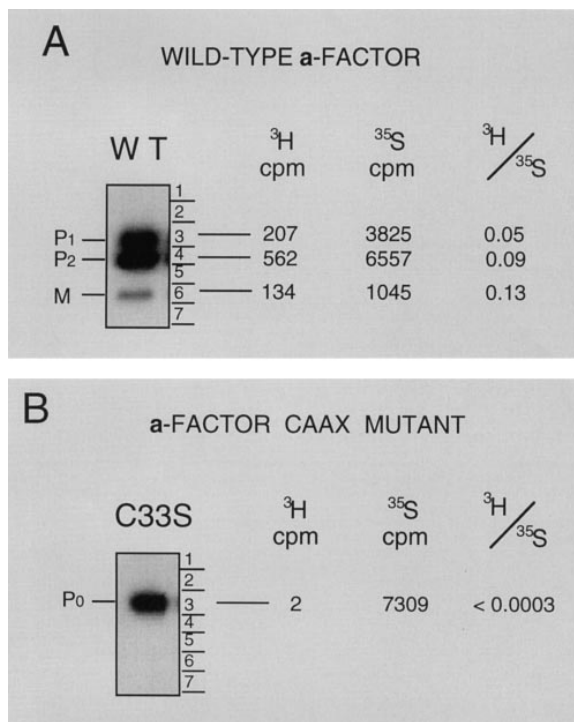 A
WILD-TYPE a-FACTOR
WT
³H cpm
³⁵S cpm
³H/³⁵S
1
2
P₁ 3 207 3825 0.05
P₂ 4 562 6557 0.09
5
M 6 134 1045 0.13
7
B
a-FACTOR CAAX MUTANT
C33S
³H cpm
³⁵S cpm
³H/³⁵S
1
2
P₀ 3 2 7309 < 0.0003
4
5
6
7